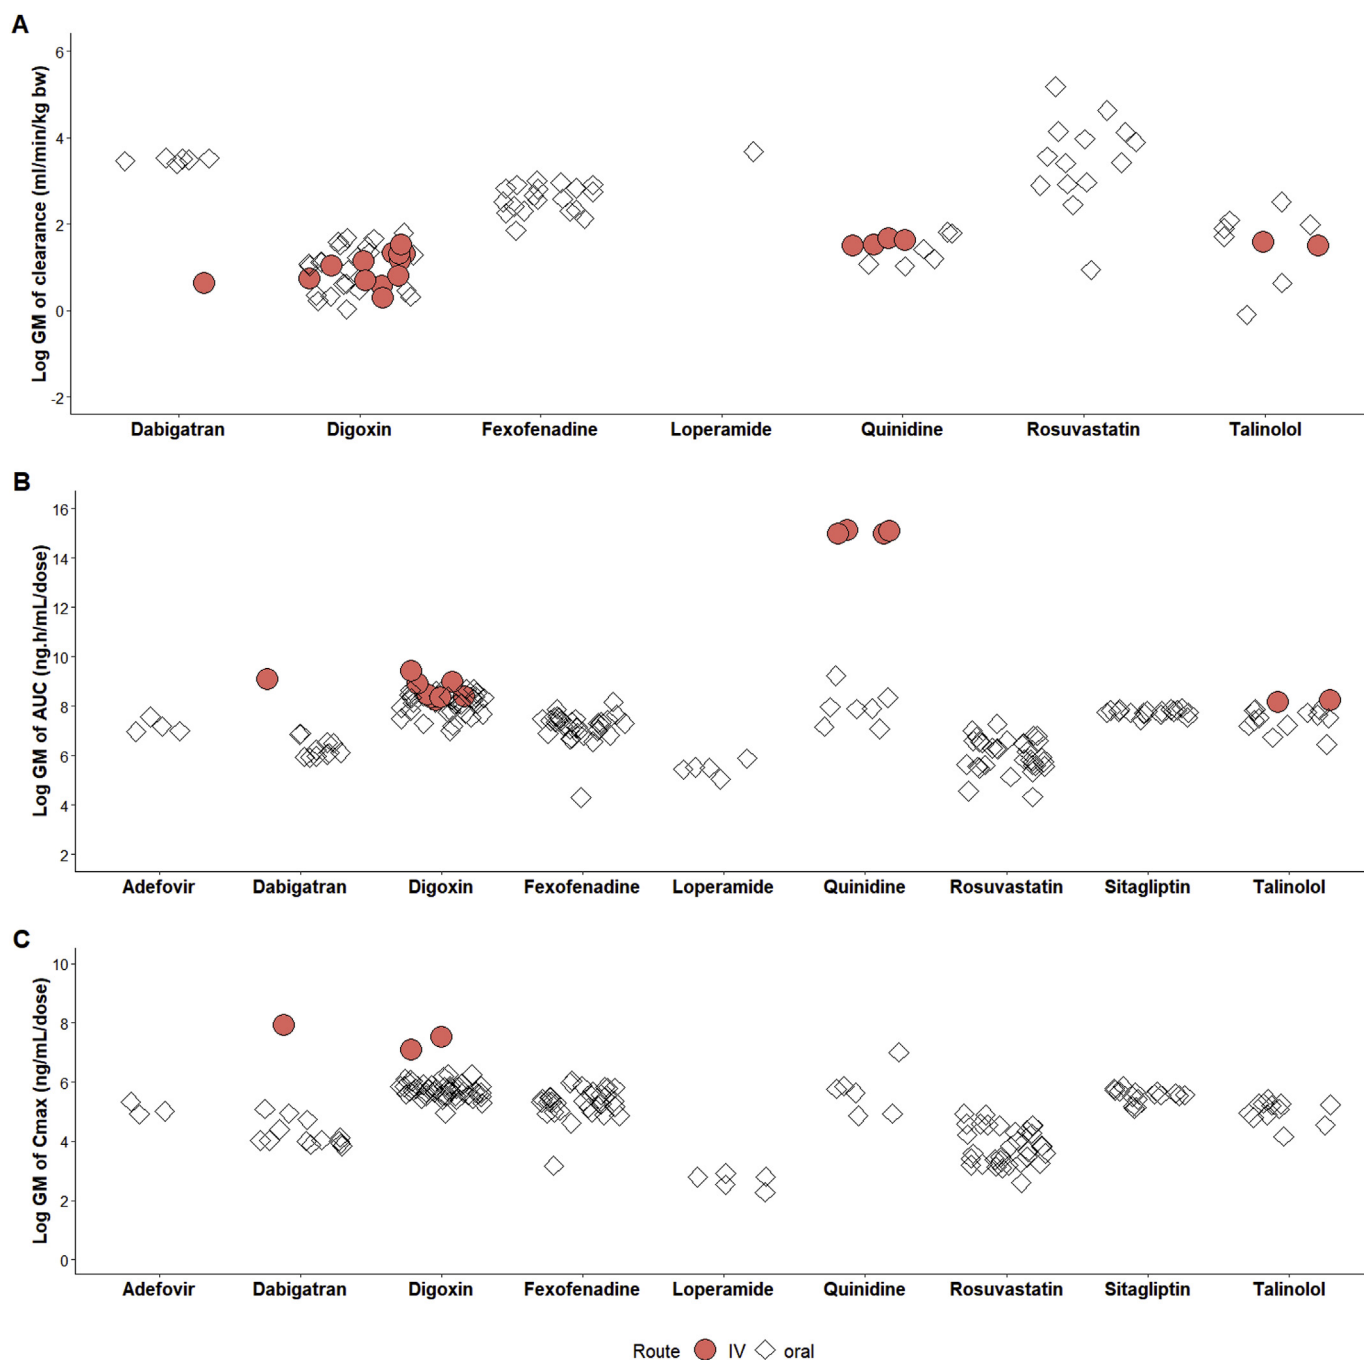 A
Log GM of clearance (ml/min/kg bw)
6
4
2
0
-2
Dabigatran Digoxin Fexofenadine Loperamide Quinidine Rosuvastatin Talinolol
B
Log GM of AUC (ng.h/mL/dose)
16
14
12
10
8
6
4
2
Adefovir Dabigatran Digoxin Fexofenadine Loperamide Quinidine Rosuvastatin Sitagliptin Talinolol
C
Log GM of Cmax (ng/mL/dose)
10
8
6
4
2
0
Adefovir Dabigatran Digoxin Fexofenadine Loperamide Quinidine Rosuvastatin Sitagliptin Talinolol
Route IV oral